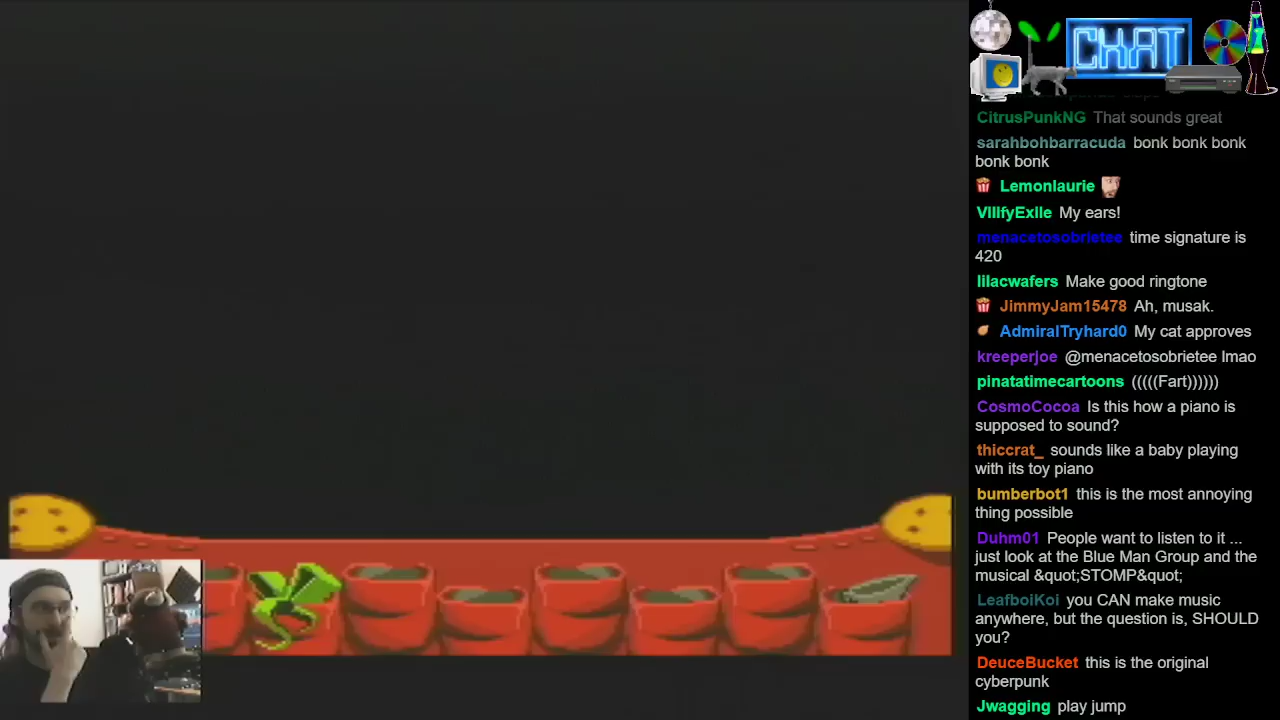 CHAT
CitrusPunkNG That sounds great
sarahbohbarracuda bonk bonk bonk
bonk bonk
Lemonlaurie
VIIIfyExile My ears!
menacetosobrietee time signature is
420
lilacwafers Make good ringtone
JimmyJam15478 Ah, musak.
AdmiralTryhard0 My cat approves
kreeperjoe @menacetosobrietee lmao
pinatatimecartoons (((((Fart))))))
CosmoCocoa Is this how a piano is
supposed to sound?
thiccrat_ sounds like a baby playing
with its toy piano
bumberbot1 this is the most annoying
thing possible
Duhm01 People want to listen to it ...
just look at the Blue Man Group and the
musical &quot;STOMP&quot;
LeafboiKoi you CAN make music
anywhere, but the question is, SHOULD
you?
DeuceBucket this is the original
cyberpunk
Jwagging play jump